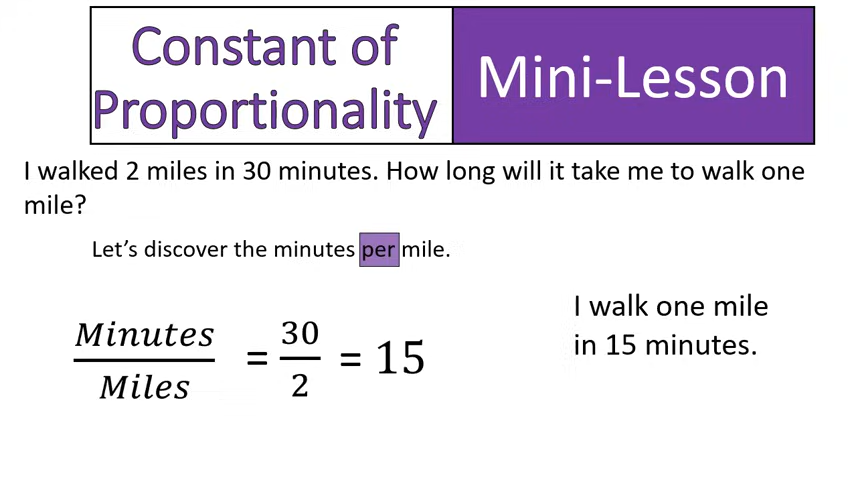 Constant of
Proportionality
Mini-Lesson
I walked 2 miles in 30 minutes. How long will it take me to walk one
mile?
Let’s discover the minutes per mile.
Minutes
Miles
= 30
2
= 15
I walk one mile
in 15 minutes.